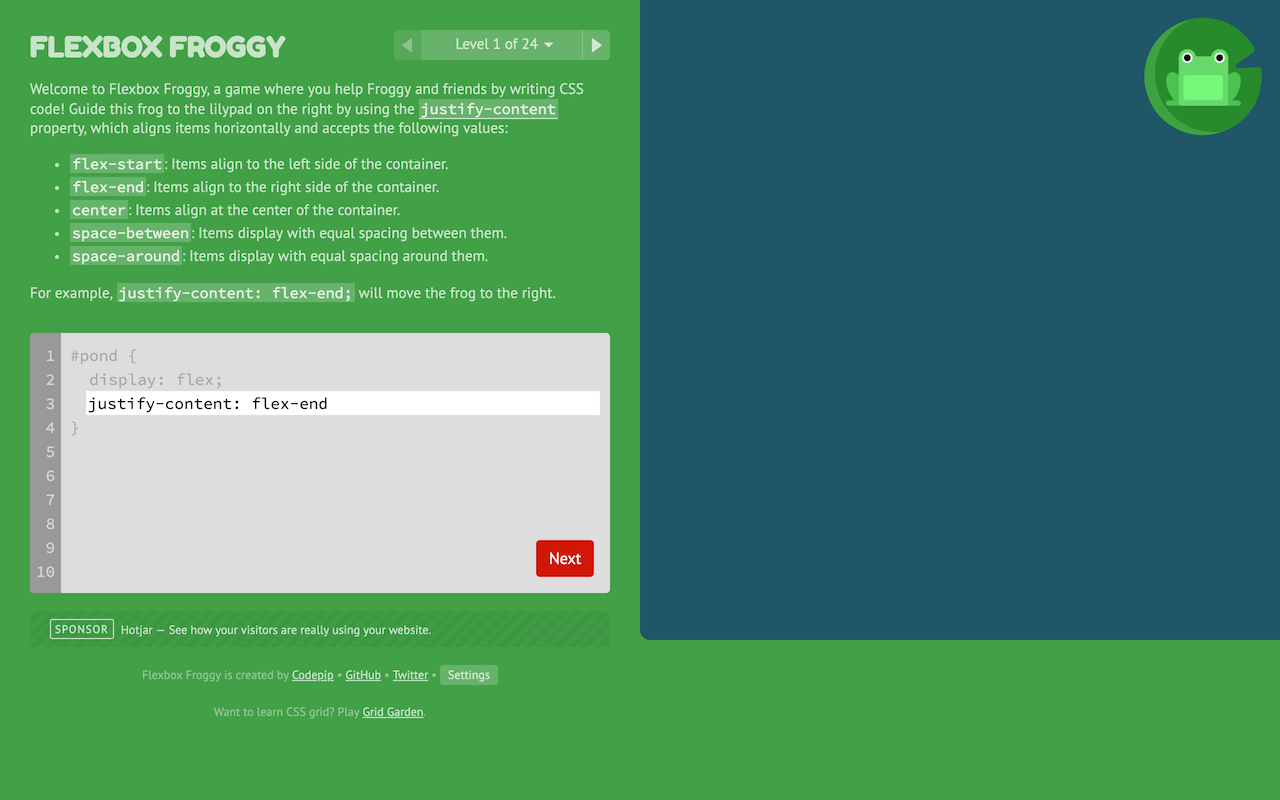 FLEXBOX FROGGY
Level 1 of 24
Welcome to Flexbox Froggy, a game where you help Froggy and friends by writing CSS
code! Guide this frog to the lilypad on the right by using the justify-content
property, which aligns items horizontally and accepts the following values:
• flex-start: Items align to the left side of the container.
• flex-end: Items align to the right side of the container.
• center: Items align at the center of the container.
• space-between: Items display with equal spacing between them.
• space-around: Items display with equal spacing around them.
For example, justify-content: flex-end; will move the frog to the right.
1 #pond {
2 display: flex;
3 justify-content: flex-end
4 }
5
6
7
8
9
10
Next
SPONSOR Hotjar — See how your visitors are really using your website.
Flexbox Froggy is created by Codepip • GitHub • Twitter • Settings
Want to learn CSS grid? Play Grid Garden.